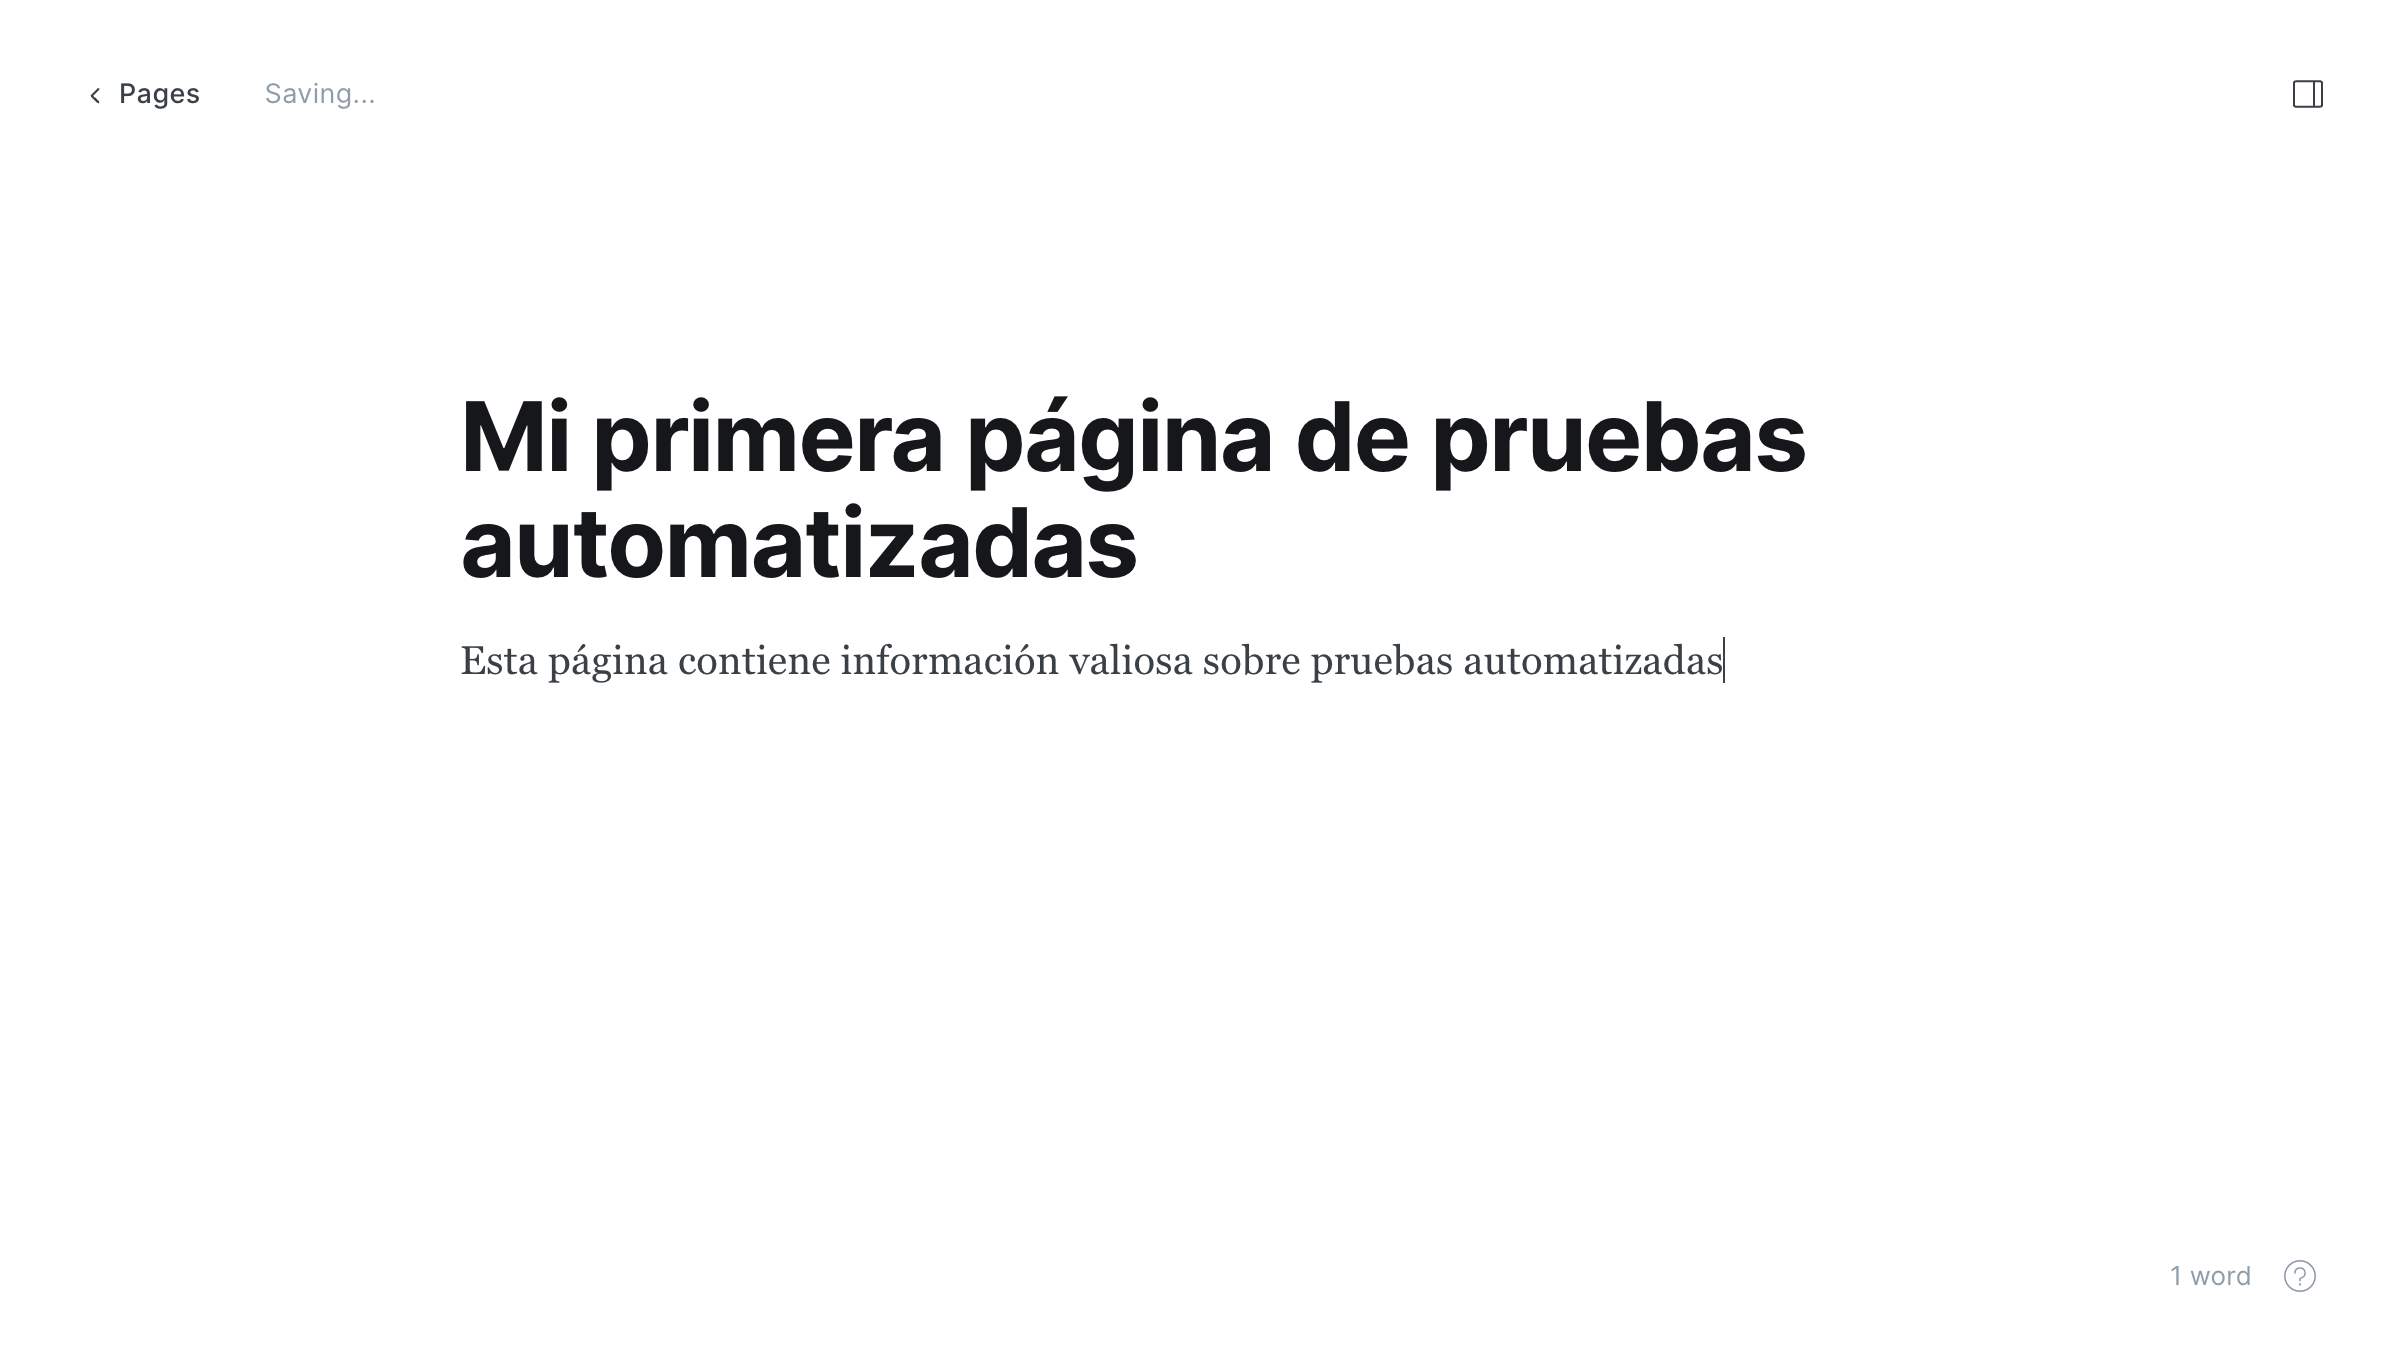 Pages
Saving...
Mi primera página de pruebas
automatizadas
Esta página contiene información valiosa sobre pruebas automatizadas
1 word
?